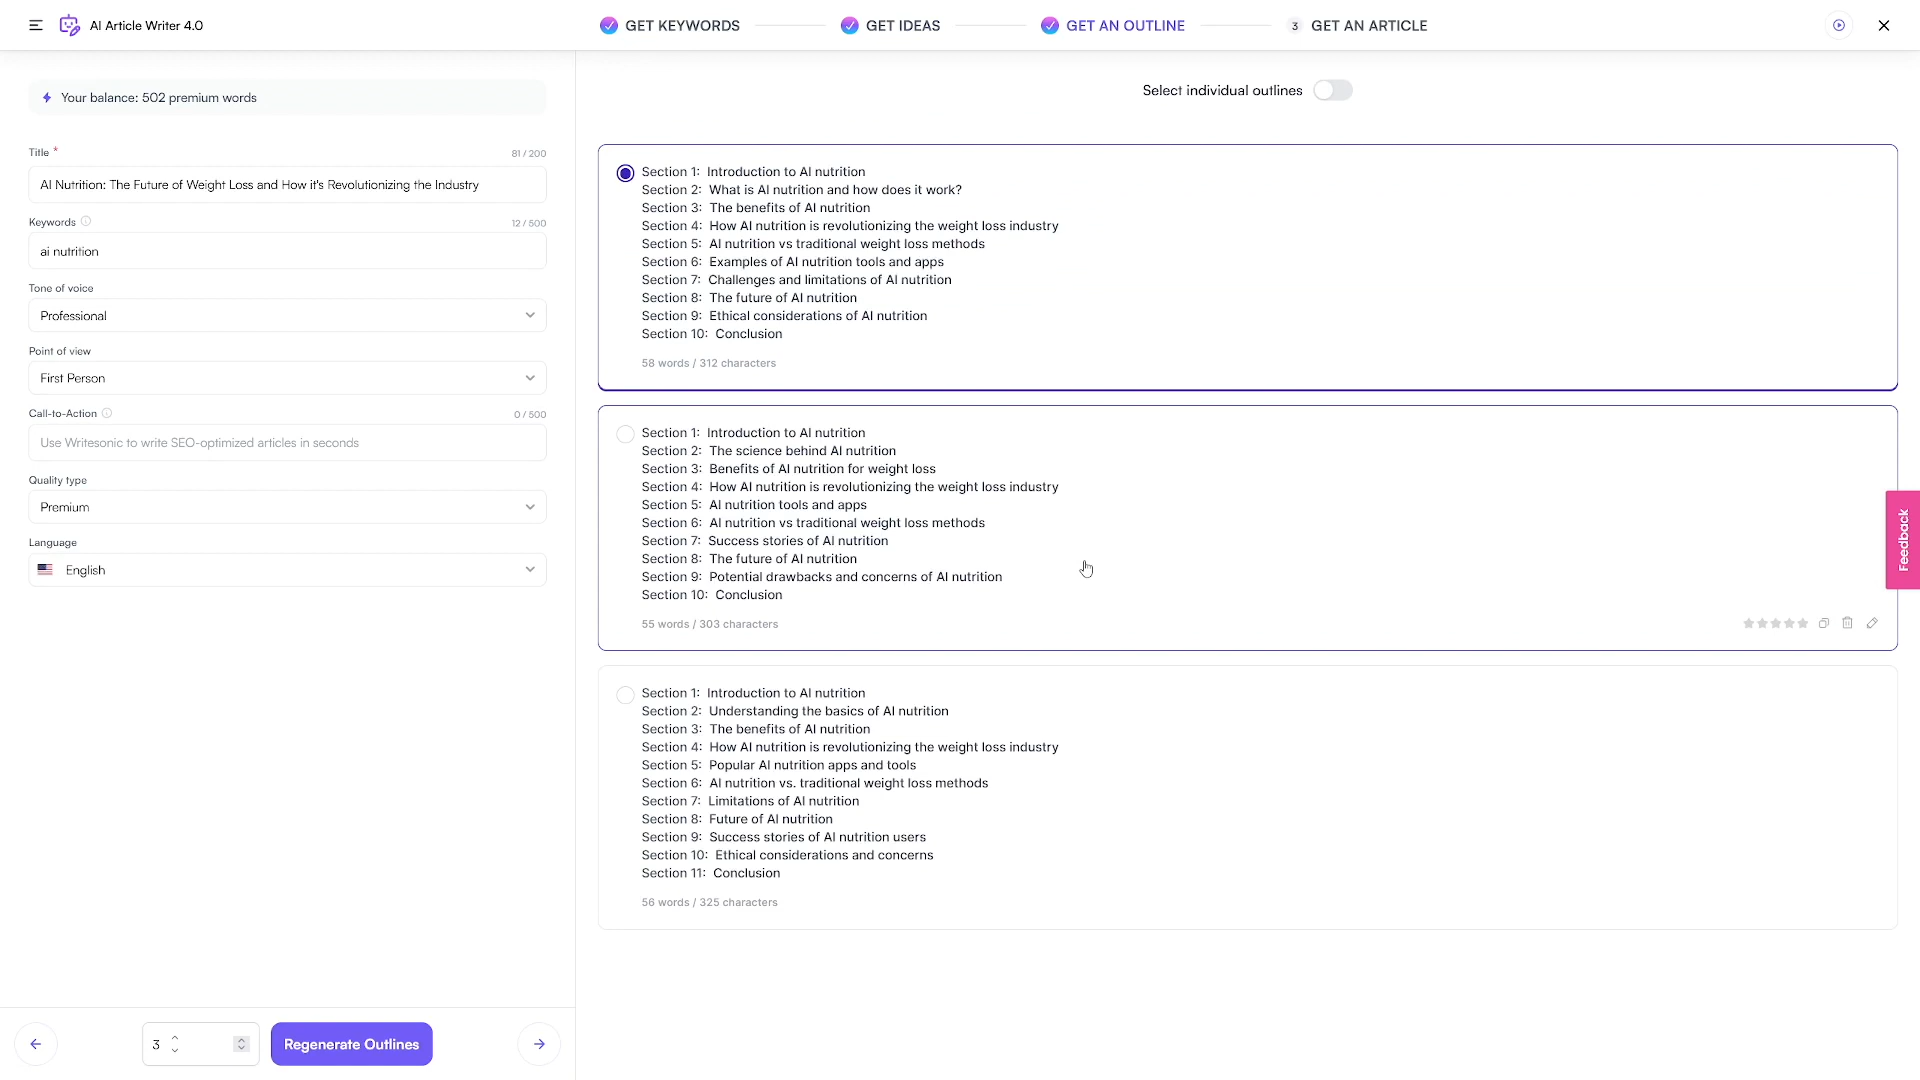 AI Article Writer 4.0
GET KEYWORDS
GET IDEAS
GET AN OUTLINE
3 GET AN ARTICLE
Your balance: 502 premium words
Title *
81 / 200
AI Nutrition: The Future of Weight Loss and How it's Revolutionizing the Industry
Keywords
12 / 500
ai nutrition
Tone of voice
Professional
Point of view
First Person
Call-to-Action
0 / 500
Use Writesonic to write SEO-optimized articles in seconds
Quality type
Premium
Language
English
3
Regenerate Outlines
Select individual outlines
Section 1: Introduction to AI nutrition
Section 2: What is AI nutrition and how does it work?
Section 3: The benefits of AI nutrition
Section 4: How AI nutrition is revolutionizing the weight loss industry
Section 5: AI nutrition vs traditional weight loss methods
Section 6: Examples of AI nutrition tools and apps
Section 7: Challenges and limitations of AI nutrition
Section 8: The future of AI nutrition
Section 9: Ethical considerations of AI nutrition
Section 10: Conclusion
58 words / 312 characters
Section 1: Introduction to AI nutrition
Section 2: The science behind AI nutrition
Section 3: Benefits of AI nutrition for weight loss
Section 4: How AI nutrition is revolutionizing the weight loss industry
Section 5: AI nutrition tools and apps
Section 6: AI nutrition vs traditional weight loss methods
Section 7: Success stories of AI nutrition
Section 8: The future of AI nutrition
Section 9: Potential drawbacks and concerns of AI nutrition
Section 10: Conclusion
55 words / 303 characters
Section 1: Introduction to AI nutrition
Section 2: Understanding the basics of AI nutrition
Section 3: The benefits of AI nutrition
Section 4: How AI nutrition is revolutionizing the weight loss industry
Section 5: Popular AI nutrition apps and tools
Section 6: AI nutrition vs. traditional weight loss methods
Section 7: Limitations of AI nutrition
Section 8: Future of AI nutrition
Section 9: Success stories of AI nutrition users
Section 10: Ethical considerations and concerns
Section 11: Conclusion
56 words / 325 characters
Feedback